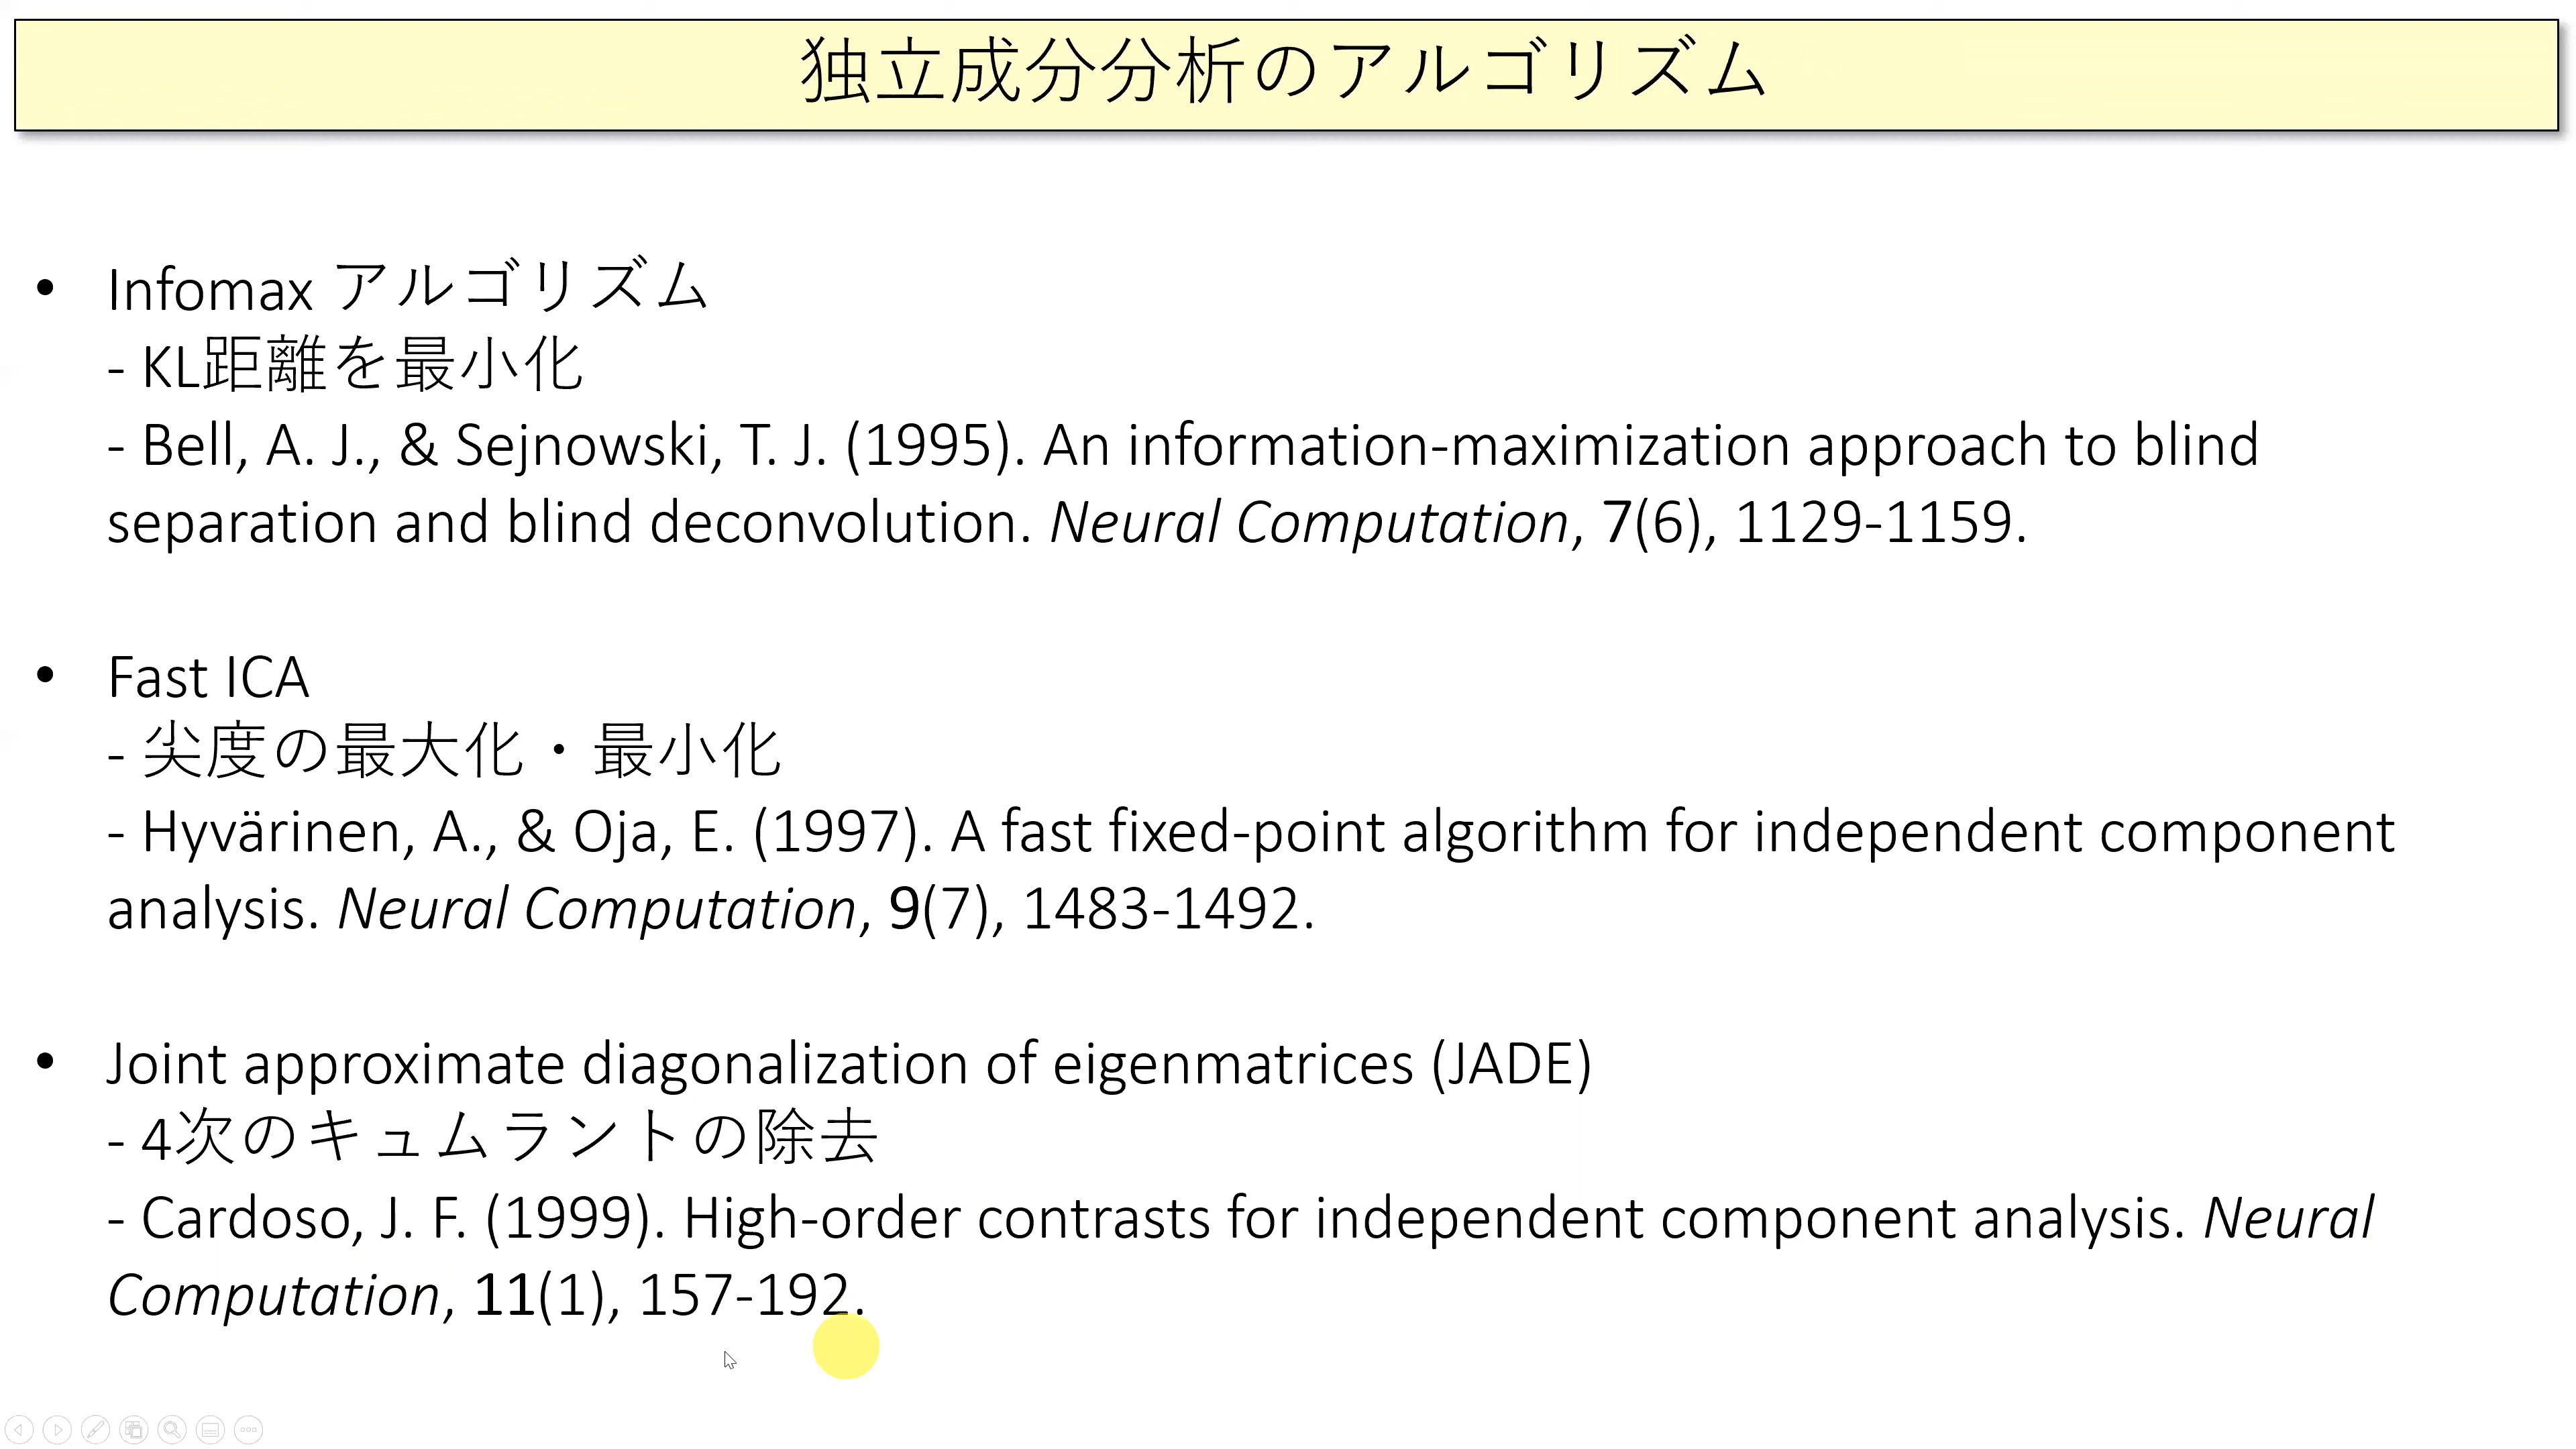 独立成分分析のアルゴリズム
• Infomax アルゴリズム
- KL距離を最小化
- Bell, A. J., & Sejnowski, T. J. (1995). An information-maximization approach to blind
separation and blind deconvolution. Neural Computation, 7(6), 1129-1159.
• Fast ICA
- 尖度の最大化・最小化
- Hyvärinen, A., & Oja, E. (1997). A fast fixed-point algorithm for independent component
analysis. Neural Computation, 9(7), 1483-1492.
• Joint approximate diagonalization of eigenmatrices (JADE)
- 4次のキュムラントの除去
- Cardoso, J. F. (1999). High-order contrasts for independent component analysis. Neural
Computation, 11(1), 157-192.